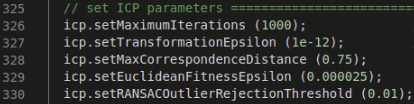 325 // set ICP parameters =========================
326 icp.setMaximumIterations (1000);
327 icp.setTransformationEpsilon (1e-12);
328 icp.setMaxCorrespondenceDistance (0.75);
329 icp.setEuclideanFitnessEpsilon (0.000025);
330 icp.setRANSACOutlierRejectionThreshold (0.01);